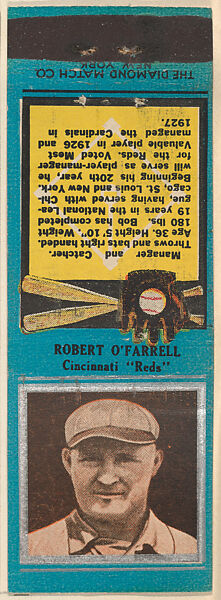 THE DIAMOND MATCH CO.
NEW YORK
Manager and Catcher.
Throws and bats right handed.
Age 36, Height 5' 10", Weight
180 lbs. Bob has completed
19 years in the National Lea-
gue, having served with Chi-
cago, St. Louis and New York.
Beginning his 20th year, he
will serve as player-manager
for the Reds. Voted Most
Valuable Player in 1926 and
managed the Cardinals in
1927.
ROBERT O'FARRELL
Cincinnati "Reds"